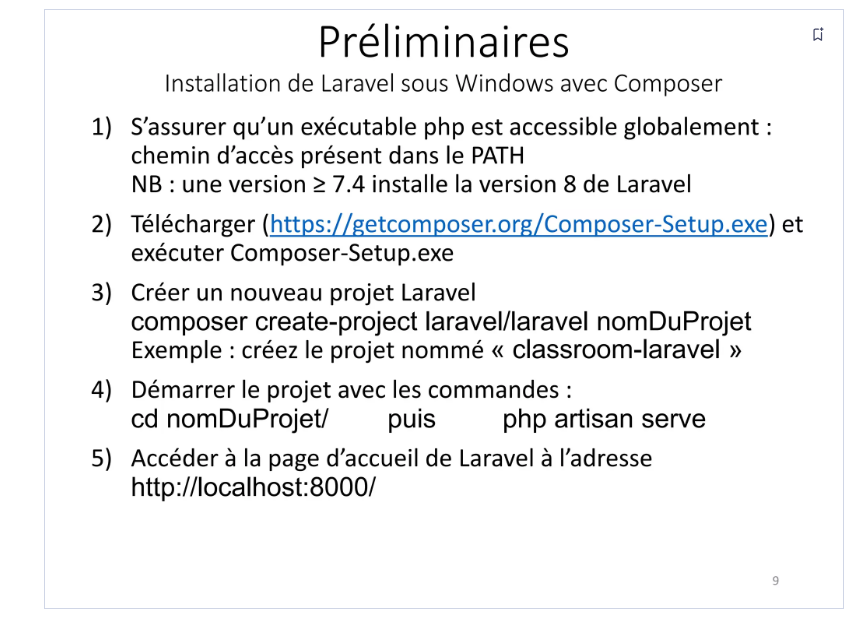 Préliminaires
Installation de Laravel sous Windows avec Composer
1) S’assurer qu’un exécutable php est accessible globalement :
chemin d’accès présent dans le PATH
NB : une version ≥ 7.4 installe la version 8 de Laravel
2) Télécharger (https://getcomposer.org/Composer-Setup.exe) et
exécuter Composer-Setup.exe
3) Créer un nouveau projet Laravel
composer create-project laravel/laravel nomDuProjet
Exemple : créez le projet nommé « classroom-laravel »
4) Démarrer le projet avec les commandes :
cd nomDuProjet/ puis php artisan serve
5) Accéder à la page d’accueil de Laravel à l’adresse
http://localhost:8000/
9